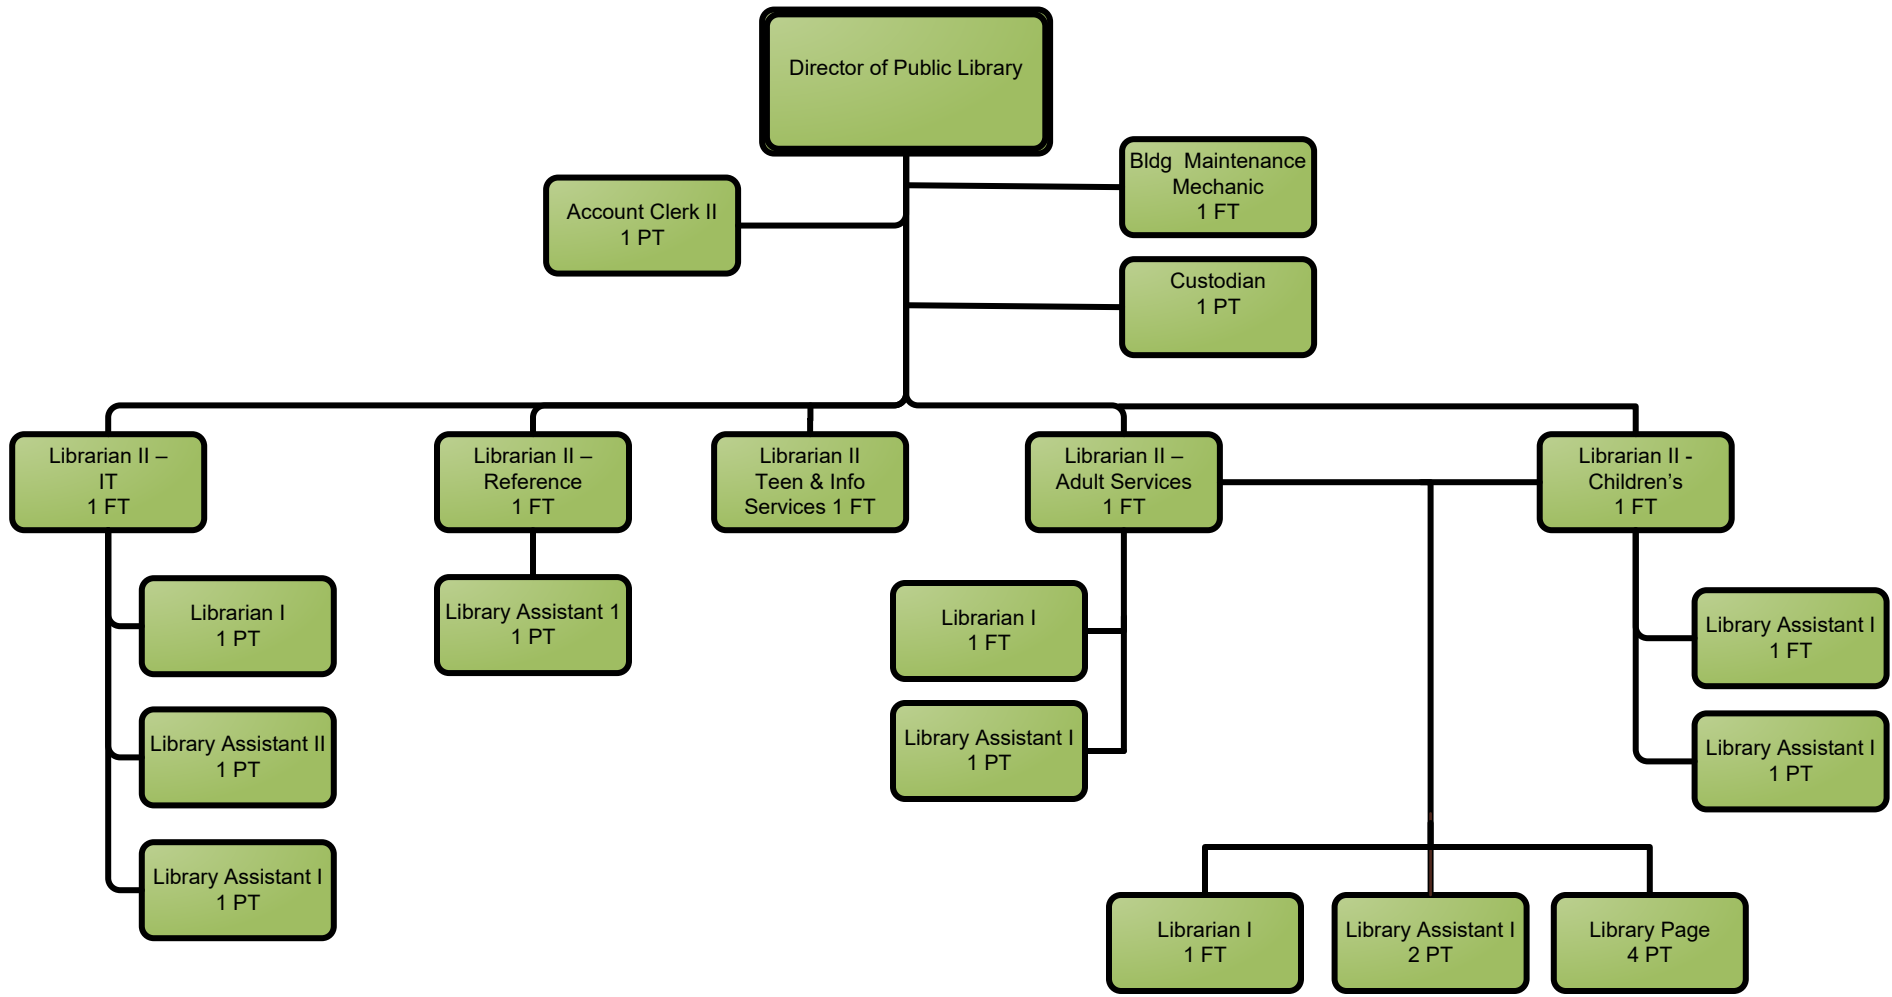 Director of Public Library
Bldg  Maintenance
Mechanic
1 FT
Account Clerk II
1 PT
Custodian
1 PT
Librarian II –
IT
1 FT
Librarian II –
Reference
1 FT
Librarian II
Teen & Info
Services 1 FT
Librarian II –
Adult Services
1 FT
Librarian II -
Children’s
1 FT
Librarian I
1 PT
Library Assistant II
1 PT
Library Assistant I
1 PT
Library Assistant 1
1 PT
Librarian I
1 FT
Library Assistant I
1 PT
Library Assistant I
1 FT
Library Assistant I
1 PT
Librarian I
1 FT
Library Assistant I
2 PT
Library Page
4 PT